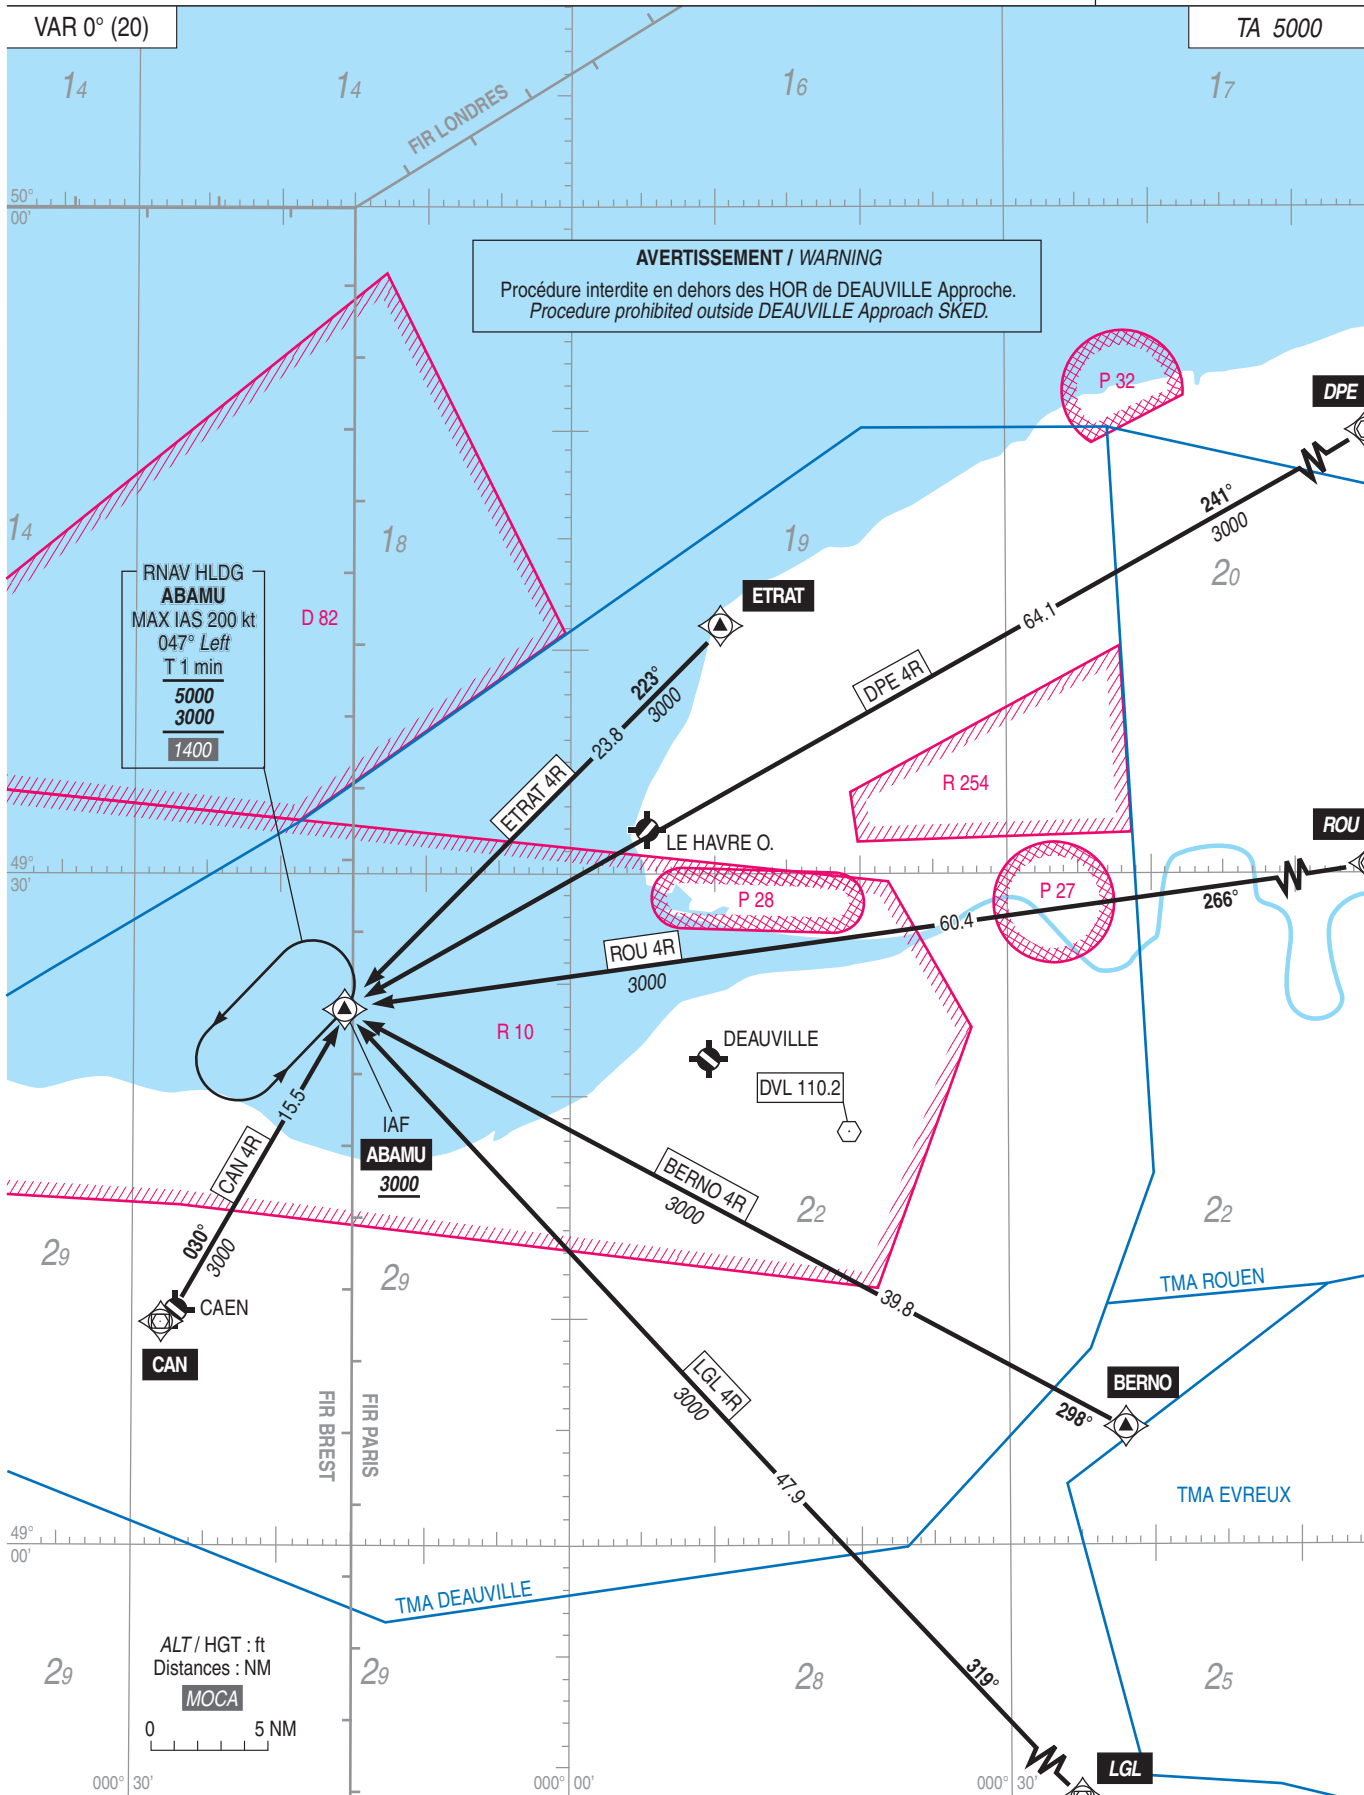 VAR 0° (20)
TA 5000
14
14
16
17
FIR LONDRES
50°
00'
AVERTISSEMENT / WARNING
Procédure interdite en dehors des HOR de DEAUVILLE Approche.
Procedure prohibited outside DEAUVILLE Approach SKED.
P 32
DPE
241°
3000
14
18
19
20
RNAV HLDG
ABAMU
MAX IAS 200 kt
047° Left
T 1 min
5000
3000
1400
D 82
ETRAT
64.1
223°
3000
DPE 4R
23.8
ETRAT 4R
R 254
ROU
LE HAVRE O.
49°
30'
P 28
P 27
266°
60.4
ROU 4R
3000
R 10
DEAUVILLE
DVL 110.2
15.5
IAF
ABAMU
3000
CAN 4R
BERNO 4R
3000
22
22
030°
3000
29
29
TMA ROUEN
CAEN
39.8
CAN
LGL 4R
3000
BERNO
298°
FIR BREST
FIR PARIS
47.9
TMA EVREUX
49°
00'
TMA DEAUVILLE
ALT / HGT : ft
Distances : NM
MOCA
0 5 NM
29
29
28
25
319°
LGL
000° 30'
000° 00'
000° 30'